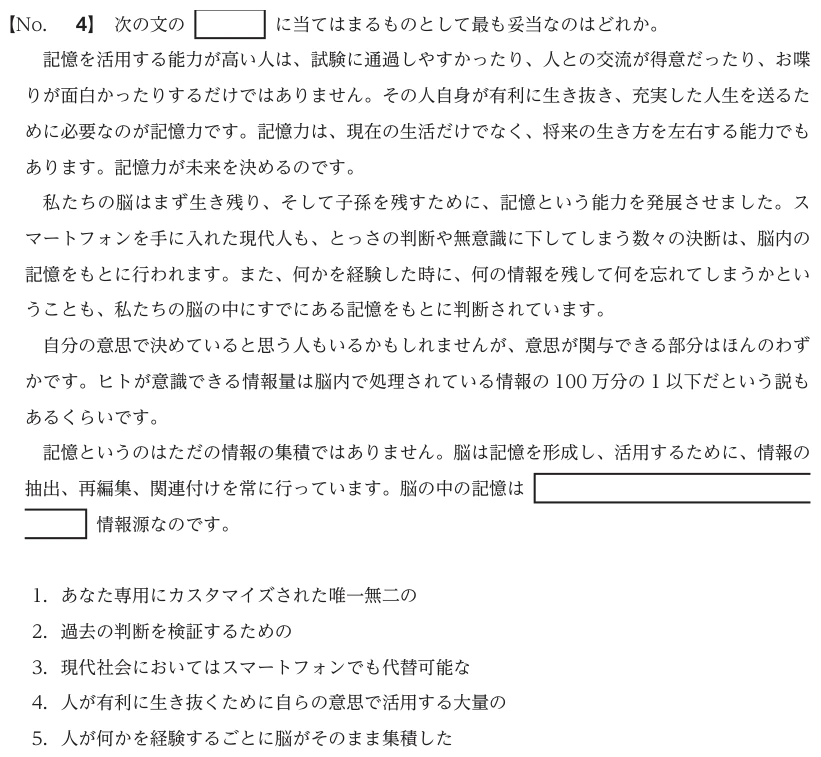 【No. 4】 次の文の に当てはまるものとして最も妥当なのはどれか。
記憶を活用する能力が高い人は、試験に通過しやすかったり、人との交流が得意だったり、お喋
りが面白かったりするだけではありません。その人自身が有利に生き抜き、充実した人生を送るた
めに必要なのが記憶力です。記憶力は、現在の生活だけでなく、将来の生き方を左右する能力でも
あります。記憶力が未来を決めるのです。
私たちの脳はまず生き残り、そして子孫を残すために、記憶という能力を発展させました。ス
マートフォンを手に入れた現代人も、とっさの判断や無意識に下してしまう数々の決断は、脳内の
記憶をもとに行われます。また、何かを経験した時に、何の情報を残して何を忘れてしまうかとい
うことも、私たちの脳の中にすでにある記憶をもとに判断されています。
自分の意思で決めていると思う人もいるかもしれませんが、意思が関与できる部分はほんのわず
かです。ヒトが意識できる情報量は脳内で処理されている情報の 100 万分の 1 以下だという説も
あるくらいです。
記憶というのはただの情報の集積ではありません。脳は記憶を形成し、活用するために、情報の
抽出、再編集、関連付けを常に行っています。脳の中の記憶は
情報源なのです。
1. あなた専用にカスタマイズされた唯一無二の
2. 過去の判断を検証するための
3. 現代社会においてはスマートフォンでも代替可能な
4. 人が有利に生き抜くために自らの意思で活用する大量の
5. 人が何かを経験するごとに脳がそのまま集積した